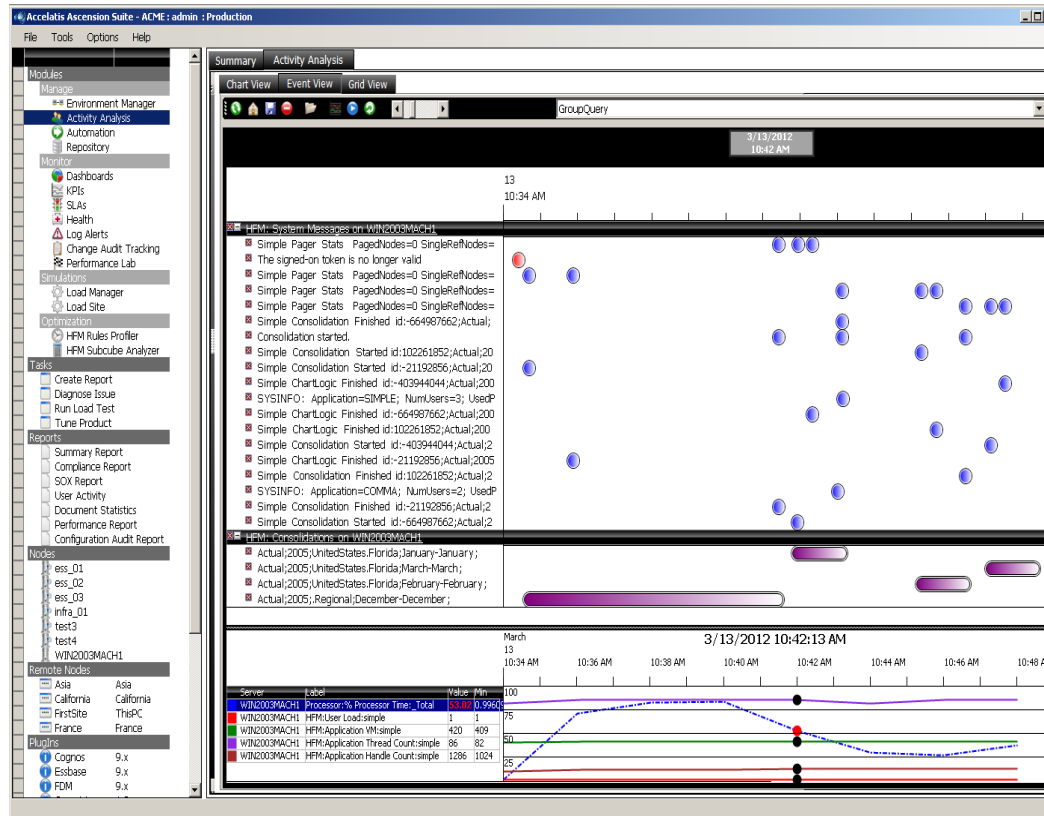 Accelatis Ascension Suite - ACME : admin : Production
File Tools Options Help
Modules
Manage
Environment Manager
Activity Analysis
Automation
Repository
Monitor
Dashboards
KPIs
SLAs
Health
Log Alerts
Change Audit Tracking
Performance Lab
Simulations
Load Manager
Load Site
Optimization
HFM Rules Profiler
HFM Subcube Analyzer
Tasks
Create Report
Diagnose Issue
Run Load Test
Tune Product
Reports
Summary Report
Compliance Report
SOX Report
User Activity
Document Statistics
Performance Report
Configuration Audit Report
Nodes
ess_01
ess_02
ess_03
infra_01
test3
test4
WIN2003MACH1
Remote Nodes
Asia Asia
California California
FirstSite ThisPC
France France
PlugIns
Cognos 9.x
Essbase 9.x
FDM 9.x
Summary Activity Analysis
Chart View Event View Grid View
GroupQuery
3/13/2012
10:42 AM
13
10:34 AM
HFM: System Messages on WIN2003MACH1
Simple Pager Stats PagedNodes=0 SingleRefNodes=
The signed-on token is no longer valid
Simple Pager Stats PagedNodes=0 SingleRefNodes=
Simple Pager Stats PagedNodes=0 SingleRefNodes=
Simple Pager Stats PagedNodes=0 SingleRefNodes=
Simple Consolidation Finished id:-664987662;Actual;
Consolidation started.
Simple Consolidation Started id:102261852;Actual;20
Simple Consolidation Started id:-21192856;Actual;20
Simple ChartLogic Finished id:-403944044;Actual;200
SYSINFO: Application=SIMPLE; NumUsers=3; UsedP
Simple ChartLogic Finished id:-664987662;Actual;200
Simple ChartLogic Finished id:102261852;Actual;200
Simple Consolidation Started id:-403944044;Actual;2
Simple ChartLogic Finished id:-21192856;Actual;2005
Simple Consolidation Finished id:102261852;Actual;2
SYSINFO: Application=COMMA; NumUsers=2; UsedP
Simple Consolidation Finished id:-21192856;Actual;2
Simple Consolidation Started id:-664987662;Actual;2
HFM: Consolidations on WIN2003MACH1
Actual;2005;UnitedStates.Florida;January-January;
Actual;2005;UnitedStates.Florida;March-March;
Actual;2005;UnitedStates.Florida;February-February;
Actual;2005;.Regional;December-December;
March
13
3/13/2012 10:42:13 AM
10:34 AM 10:36 AM 10:38 AM 10:40 AM 10:42 AM 10:44 AM 10:46 AM 10:48 A
Server Label Value Min
WIN2003MACH1 Processor:% Processor Time:_Total 53.02 0.9960
WIN2003MACH1 HFM:User Load:simple 1 1
WIN2003MACH1 HFM:Application VM:simple 420 409
WIN2003MACH1 HFM:Application Thread Count:simple 86 82
WIN2003MACH1 HFM:Application Handle Count:simple 1286 1024
100
75
50
25